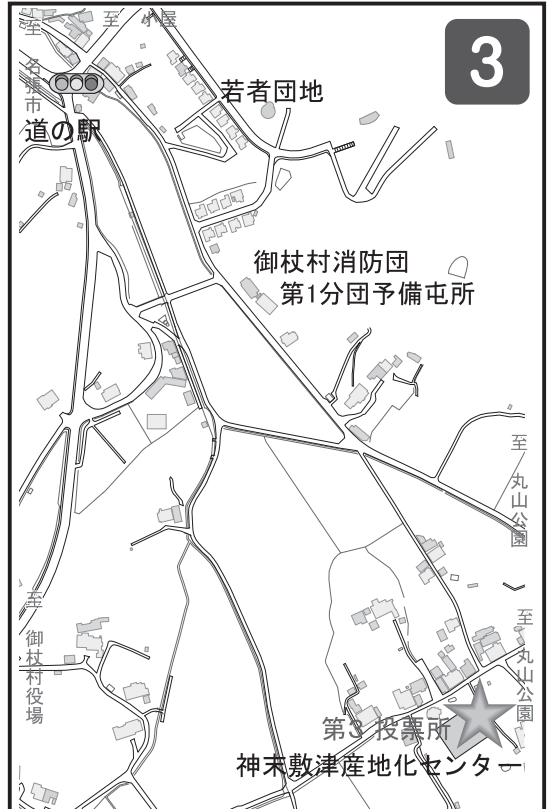 3
至 名張市
至 小屋
道の駅
若者団地
御杖村消防団
第1分団予備屯所
至 丸山公園
至 御杖村役場
至 丸山公園
第3 投票所
神末敷津産地化センター